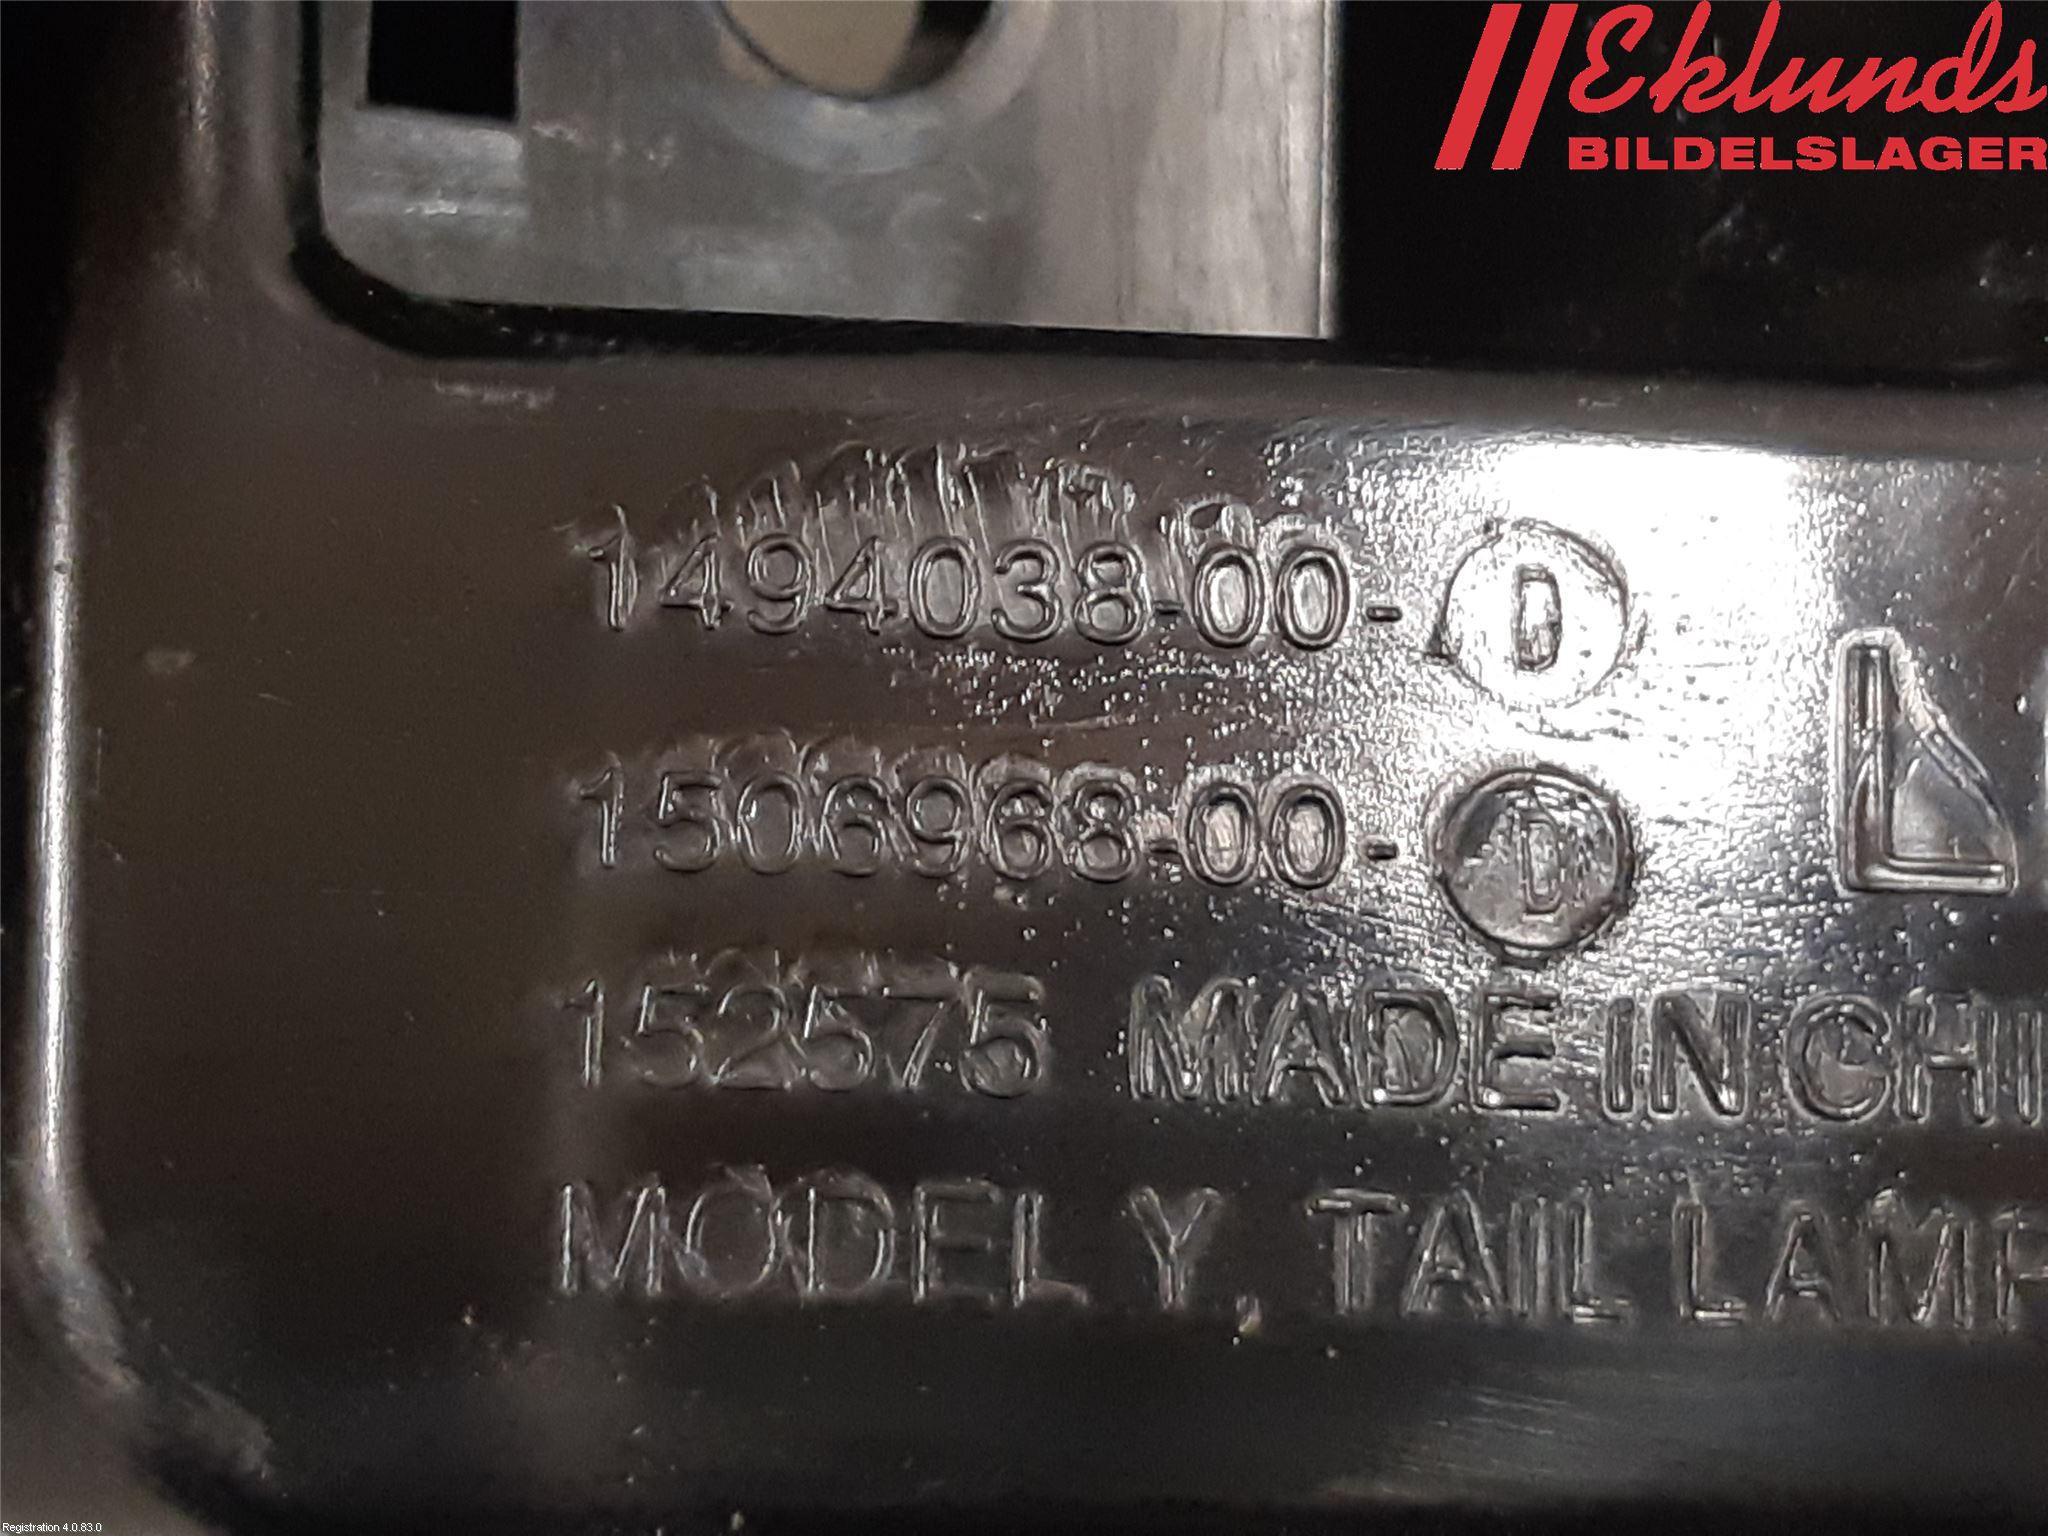 Eklunds
BILDELSLAGER
1494038-00-D
1506968-00-D
152575 MADE IN CHI
MODEL Y, TAIL LAMP
Registration 4.0.83.0